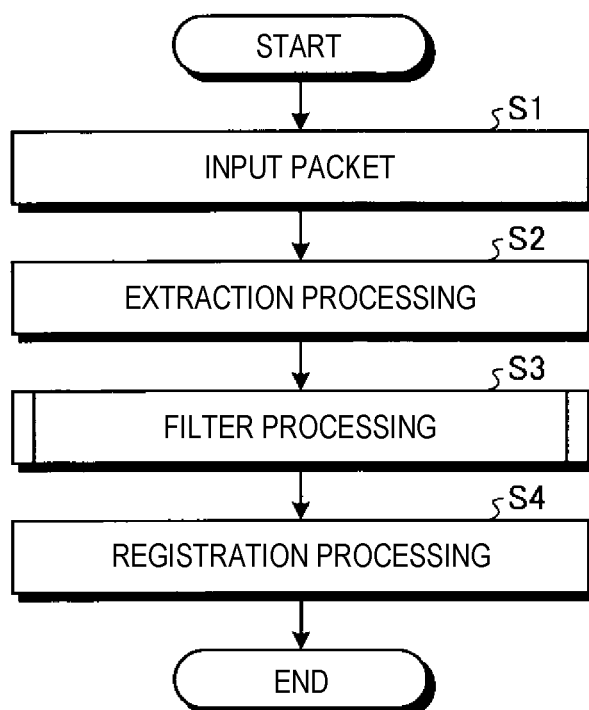 START
S1
INPUT PACKET
S2
EXTRACTION PROCESSING
S3
FILTER PROCESSING
S4
REGISTRATION PROCESSING
END